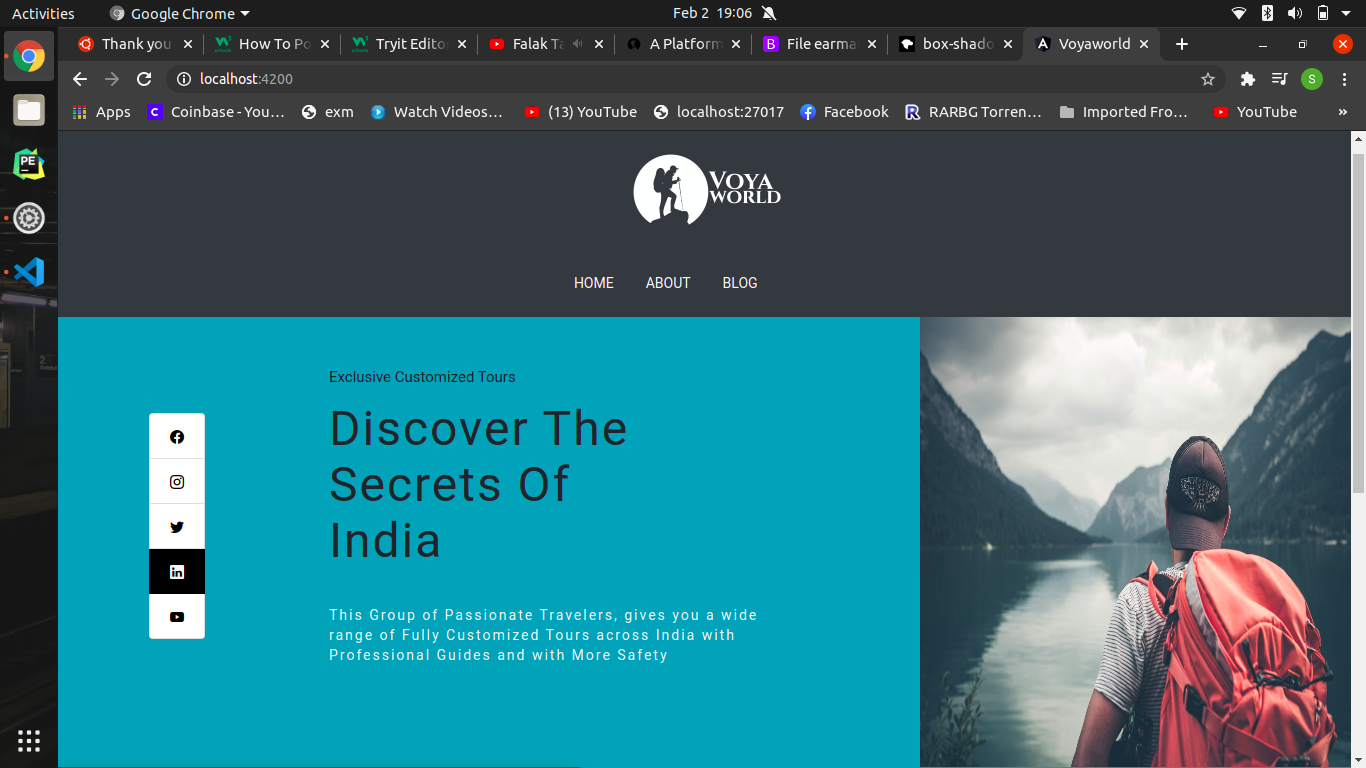 Activities
Google Chrome
Feb 2 19:06
Thank you
How To Po
Tryit Edito
Falak Ta
A Platform
File earma
box-shado
Voyaworld
localhost:4200
S
Apps
Coinbase - You...
exm
Watch Videos...
(13) YouTube
localhost:27017
Facebook
RARBG Torren...
Imported Fro...
YouTube
»
PE
VOYA
WORLD
HOME
ABOUT
BLOG
Exclusive Customized Tours
Discover The
Secrets Of
India
This Group of Passionate Travelers, gives you a wide
range of Fully Customized Tours across India with
Professional Guides and with More Safety